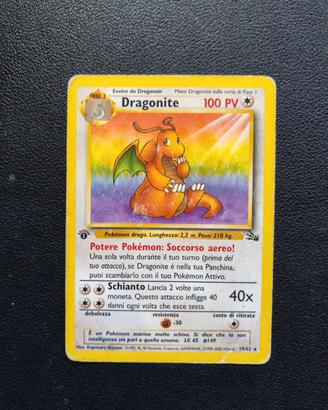 FASE 2
Evolve da Dragonair
Metti Dragonite sulla carta di Fase 1
Dragonite
100 PV
Pokémon drago. Lunghezza: 2,2 m, Peso: 210 kg.
Potere Pokémon: Soccorso aereo!
Una sola volta durante il tuo turno (prima del
tuo attacco), se Dragonite è nella tua Panchina,
puoi scambiarlo con il tuo Pokémon Attivo.
Schianto Lancia 2 volte una
moneta. Questo attacco infligge 40
danni ogni volta che esce testa.
40x
debolezza
resistenza
costo di ritirata
-30
È un Pokémon marino molto schivo. Si dice che la sua
intelligenza sia pari a quella umana. LV. 45 #149
19/62